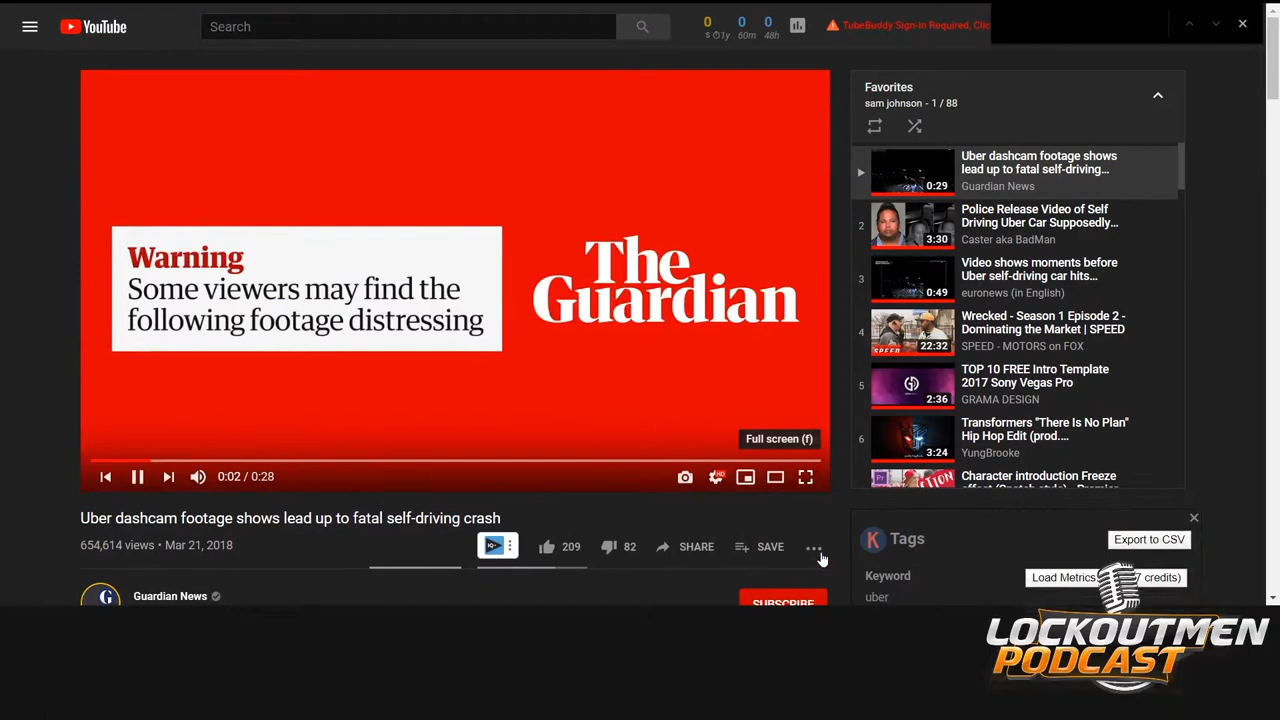 YouTube
Search
0 0 0
s 1y 60m 48h
TubeBuddy Sign-in Required, Clic
Warning
Some viewers may find the
following footage distressing
The
Guardian
Full screen (f)
0:02 / 0:28
HD
Uber dashcam footage shows lead up to fatal self-driving crash
654,614 views • Mar 21, 2018
IQ
209
82
SHARE
SAVE
G
Guardian News
SUBSCRIBE
Favorites
sam johnson - 1 / 88
0:29
Uber dashcam footage shows
lead up to fatal self-driving...
Guardian News
2
3:30
Police Release Video of Self
Driving Uber Car Supposedly...
Caster aka BadMan
3
0:49
Video shows moments before
Uber self-driving car hits...
euronews (in English)
4
SPEED
22:32
Wrecked - Season 1 Episode 2 -
Dominating the Market | SPEED
SPEED - MOTORS on FOX
5
2:36
TOP 10 FREE Intro Template
2017 Sony Vegas Pro
GRAMA DESIGN
6
3:24
Transformers "There Is No Plan"
Hip Hop Edit (prod....
YungBrooke
Character introduction Freeze
K Tags
Export to CSV
Keyword
Load Metrics 7 credits)
uber
LOCKOUTMEN
PODCAST